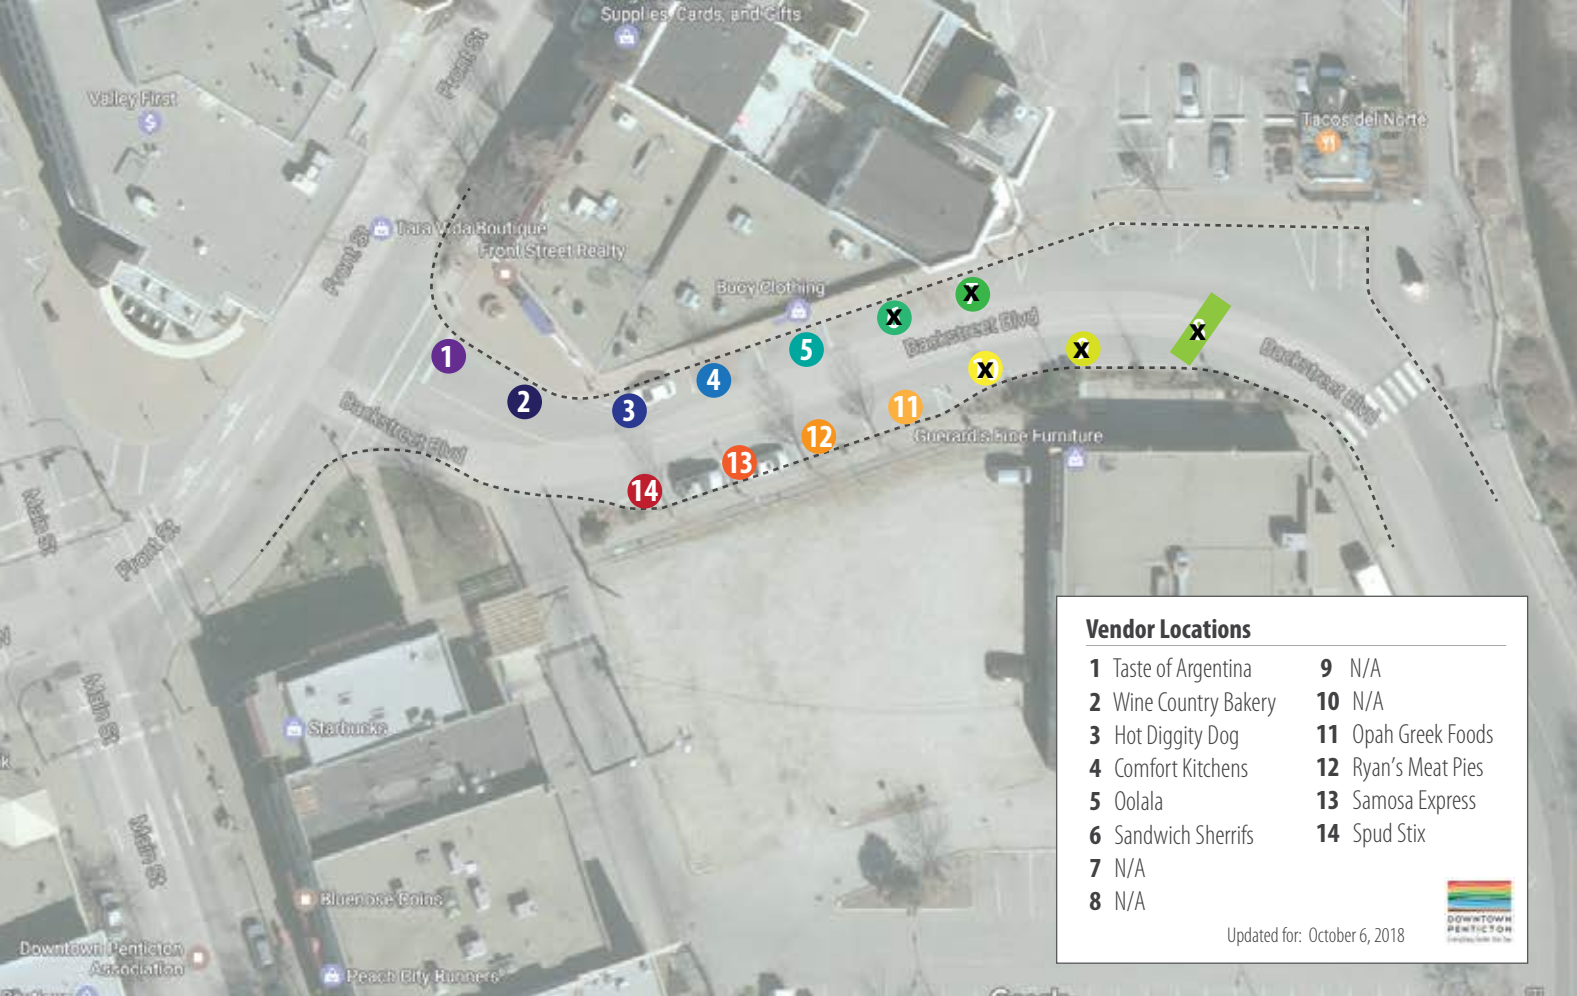 Supplies, Cards, and Gifts
Front St
Valley First
$
Tacos del Norte
Tara Vida Boutique
Front St
Front Street Realty
Buoy Clothing
X
X
Backstreet Blvd
X
1
5
X
Backstreet Blvd
X
4
2
3
11
Backstreet Blvd
12
Guerard's Fine Furniture
13
14
Main St
Front St
Vendor Locations
1 Taste of Argentina
2 Wine Country Bakery
3 Hot Diggity Dog
4 Comfort Kitchens
5 Oolala
6 Sandwich Sherrifs
7 N/A
8 N/A
9 N/A
10 N/A
11 Opah Greek Foods
12 Ryan's Meat Pies
13 Samosa Express
14 Spud Stix
Updated for: October 6, 2018
DOWNTOWN
PENTICTON
Main St
Starbucks
k
Main St
Bluenose Coins
Downtown Penticton
Association
Peach City Runners
Google